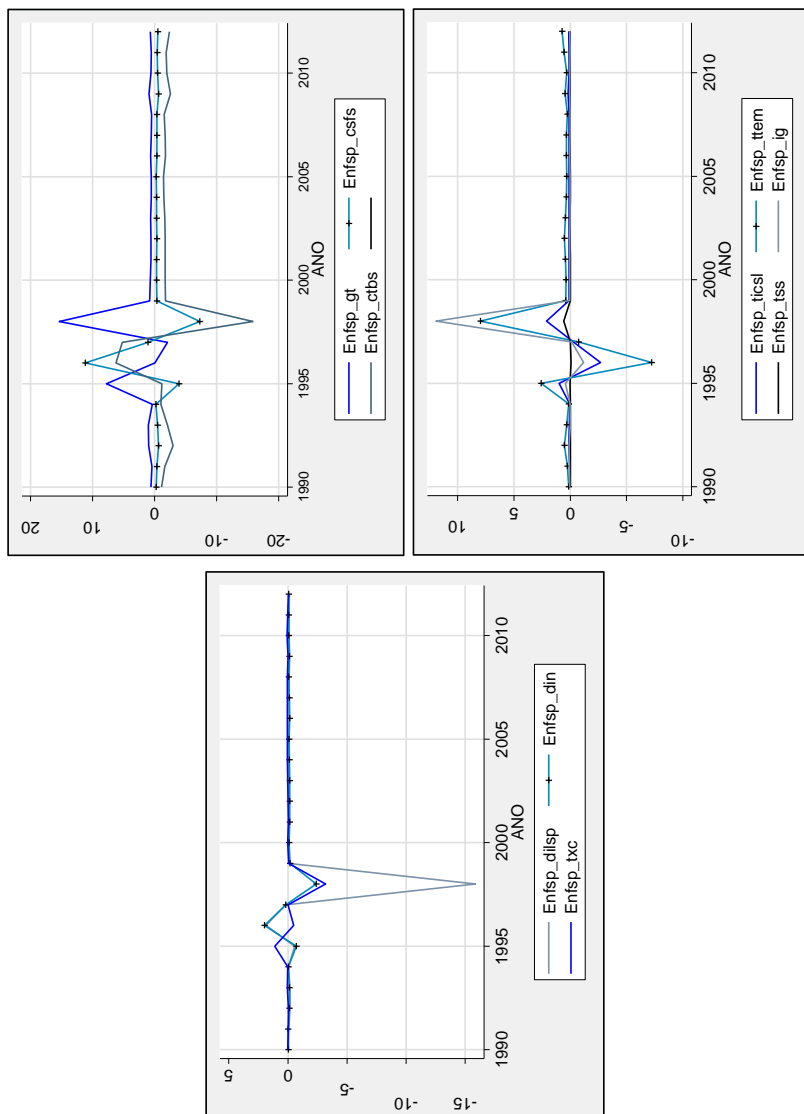 20
10
0
-10
-20
1990
1995
2000
2005
2010
ANO
Enfsp_gt
Enfsp_csfs
Enfsp_ctbs
10
5
0
-5
-10
1990
1995
2000
2005
2010
ANO
Enfsp_ticsl
Enfsp_ttem
Enfsp_tss
Enfsp_ig
5
0
-5
-10
-15
1990
1995
2000
2005
2010
ANO
Enfsp_dilsp
Enfsp_din
Enfsp_txc